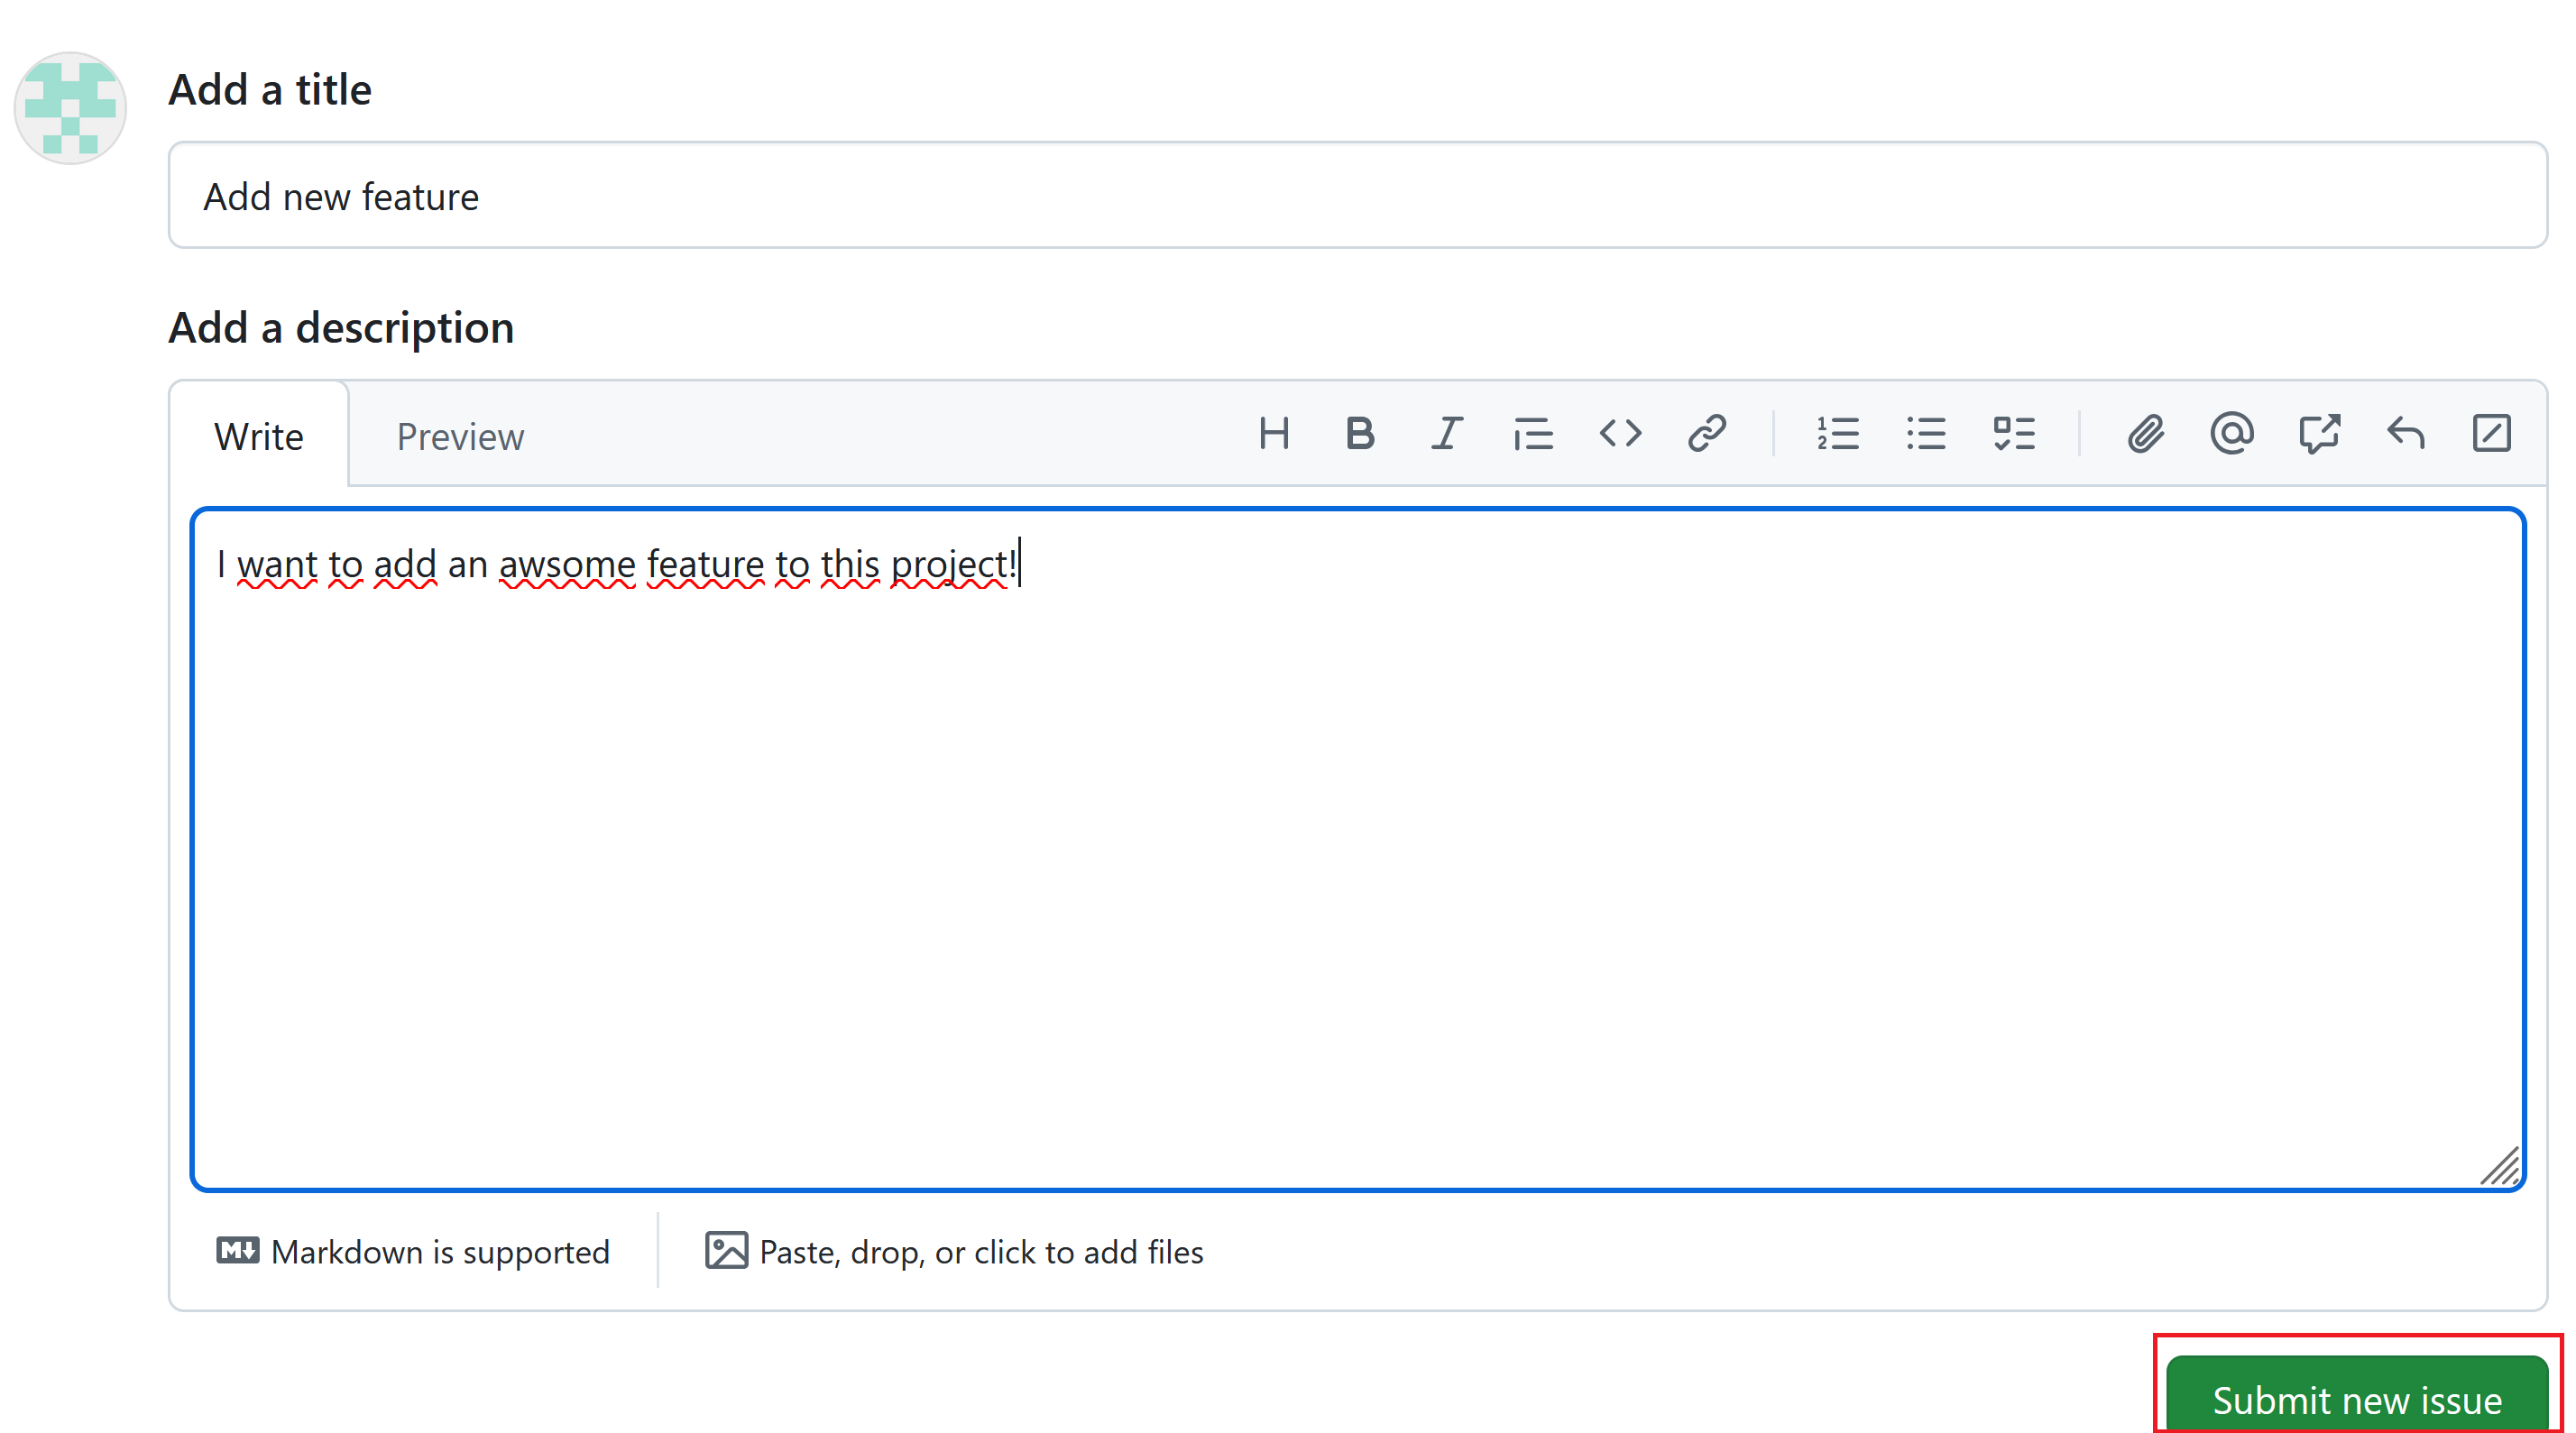 Add a title
Add new feature
Add a description
Write Preview
I want to add an awsome feature to this project!
Markdown is supported Paste, drop, or click to add files
Submit new issue